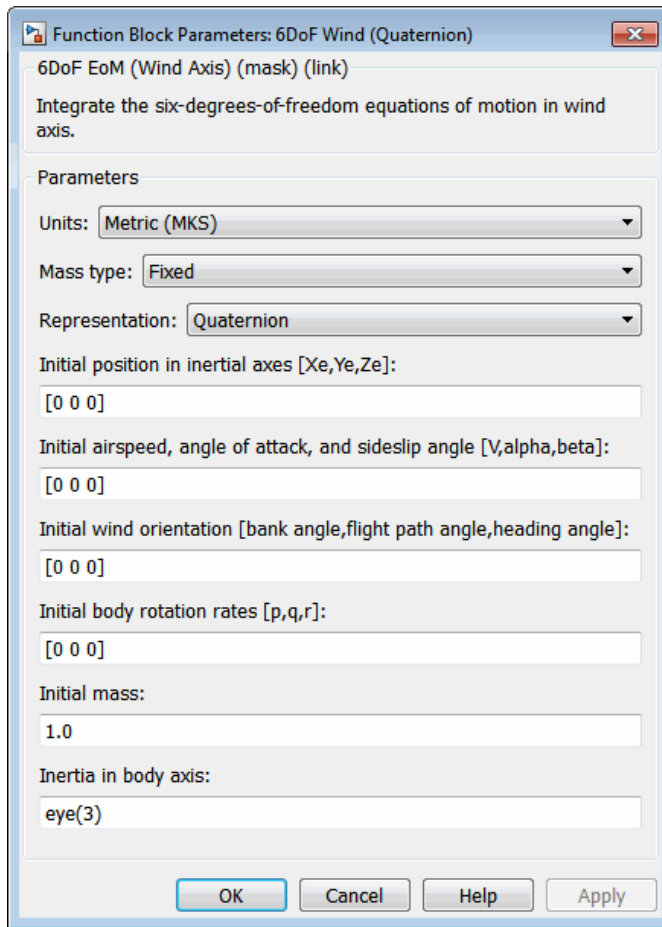 Function Block Parameters: 6DoF Wind (Quaternion)
6DoF EoM (Wind Axis) (mask) (link)
Integrate the six-degrees-of-freedom equations of motion in wind
axis.
Parameters
Units: Metric (MKS)
Mass type: Fixed
Representation: Quaternion
Initial position in inertial axes [Xe,Ye,Ze]:
[0 0 0]
Initial airspeed, angle of attack, and sideslip angle [V,alpha,beta]:
[0 0 0]
Initial wind orientation [bank angle,flight path angle,heading angle]:
[0 0 0]
Initial body rotation rates [p,q,r]:
[0 0 0]
Initial mass:
1.0
Inertia in body axis:
eye(3)
OK Cancel Help Apply